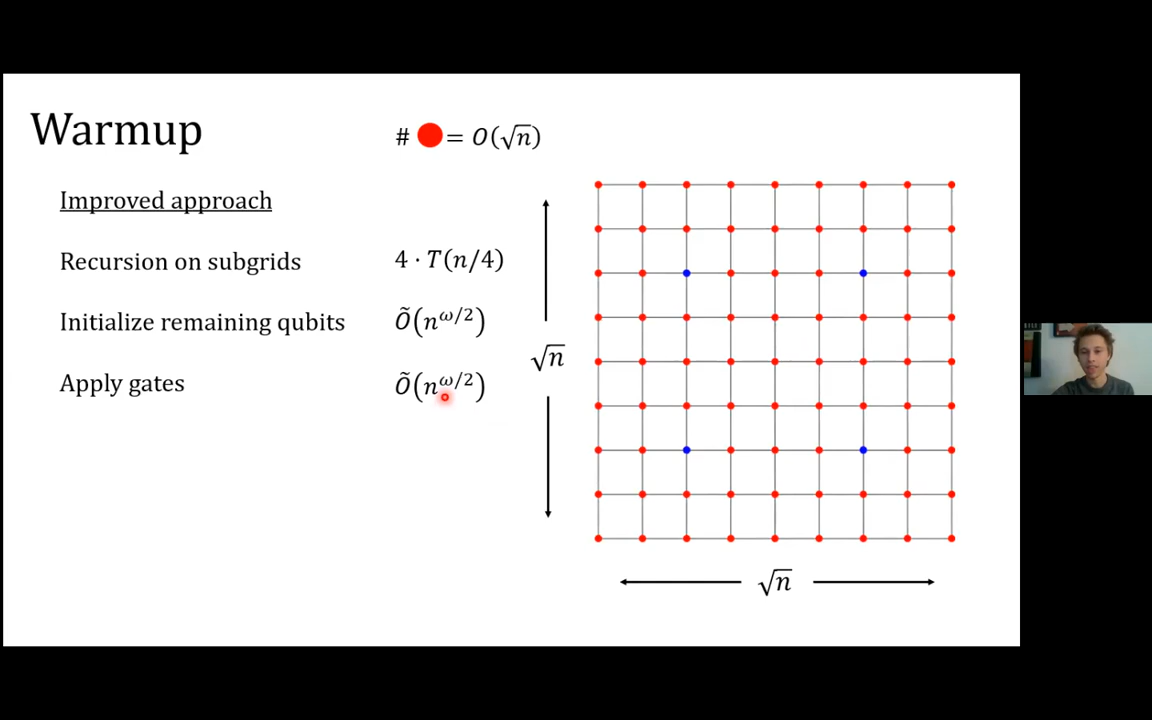 Warmup
# = O(√n)
Improved approach
Recursion on subgrids 4 · T(n/4)
Initialize remaining qubits Õ(n^{ω/2})
Apply gates Õ(n^{ω/2})
√n
√n